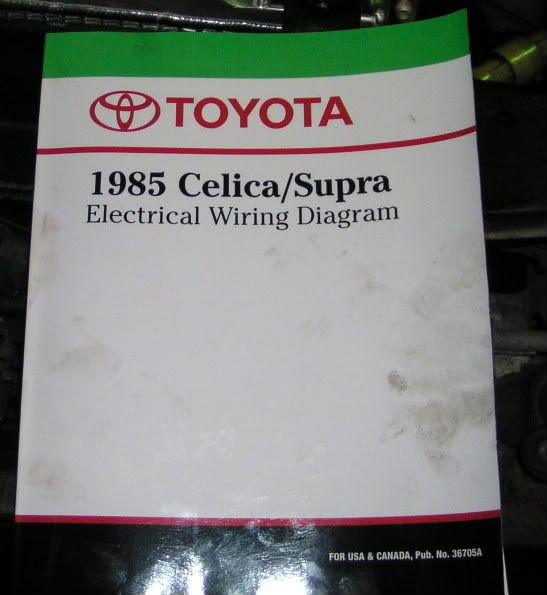 TOYOTA
1985 Celica/Supra
Electrical Wiring Diagram
FOR USA & CANADA, Pub. No. 36705A